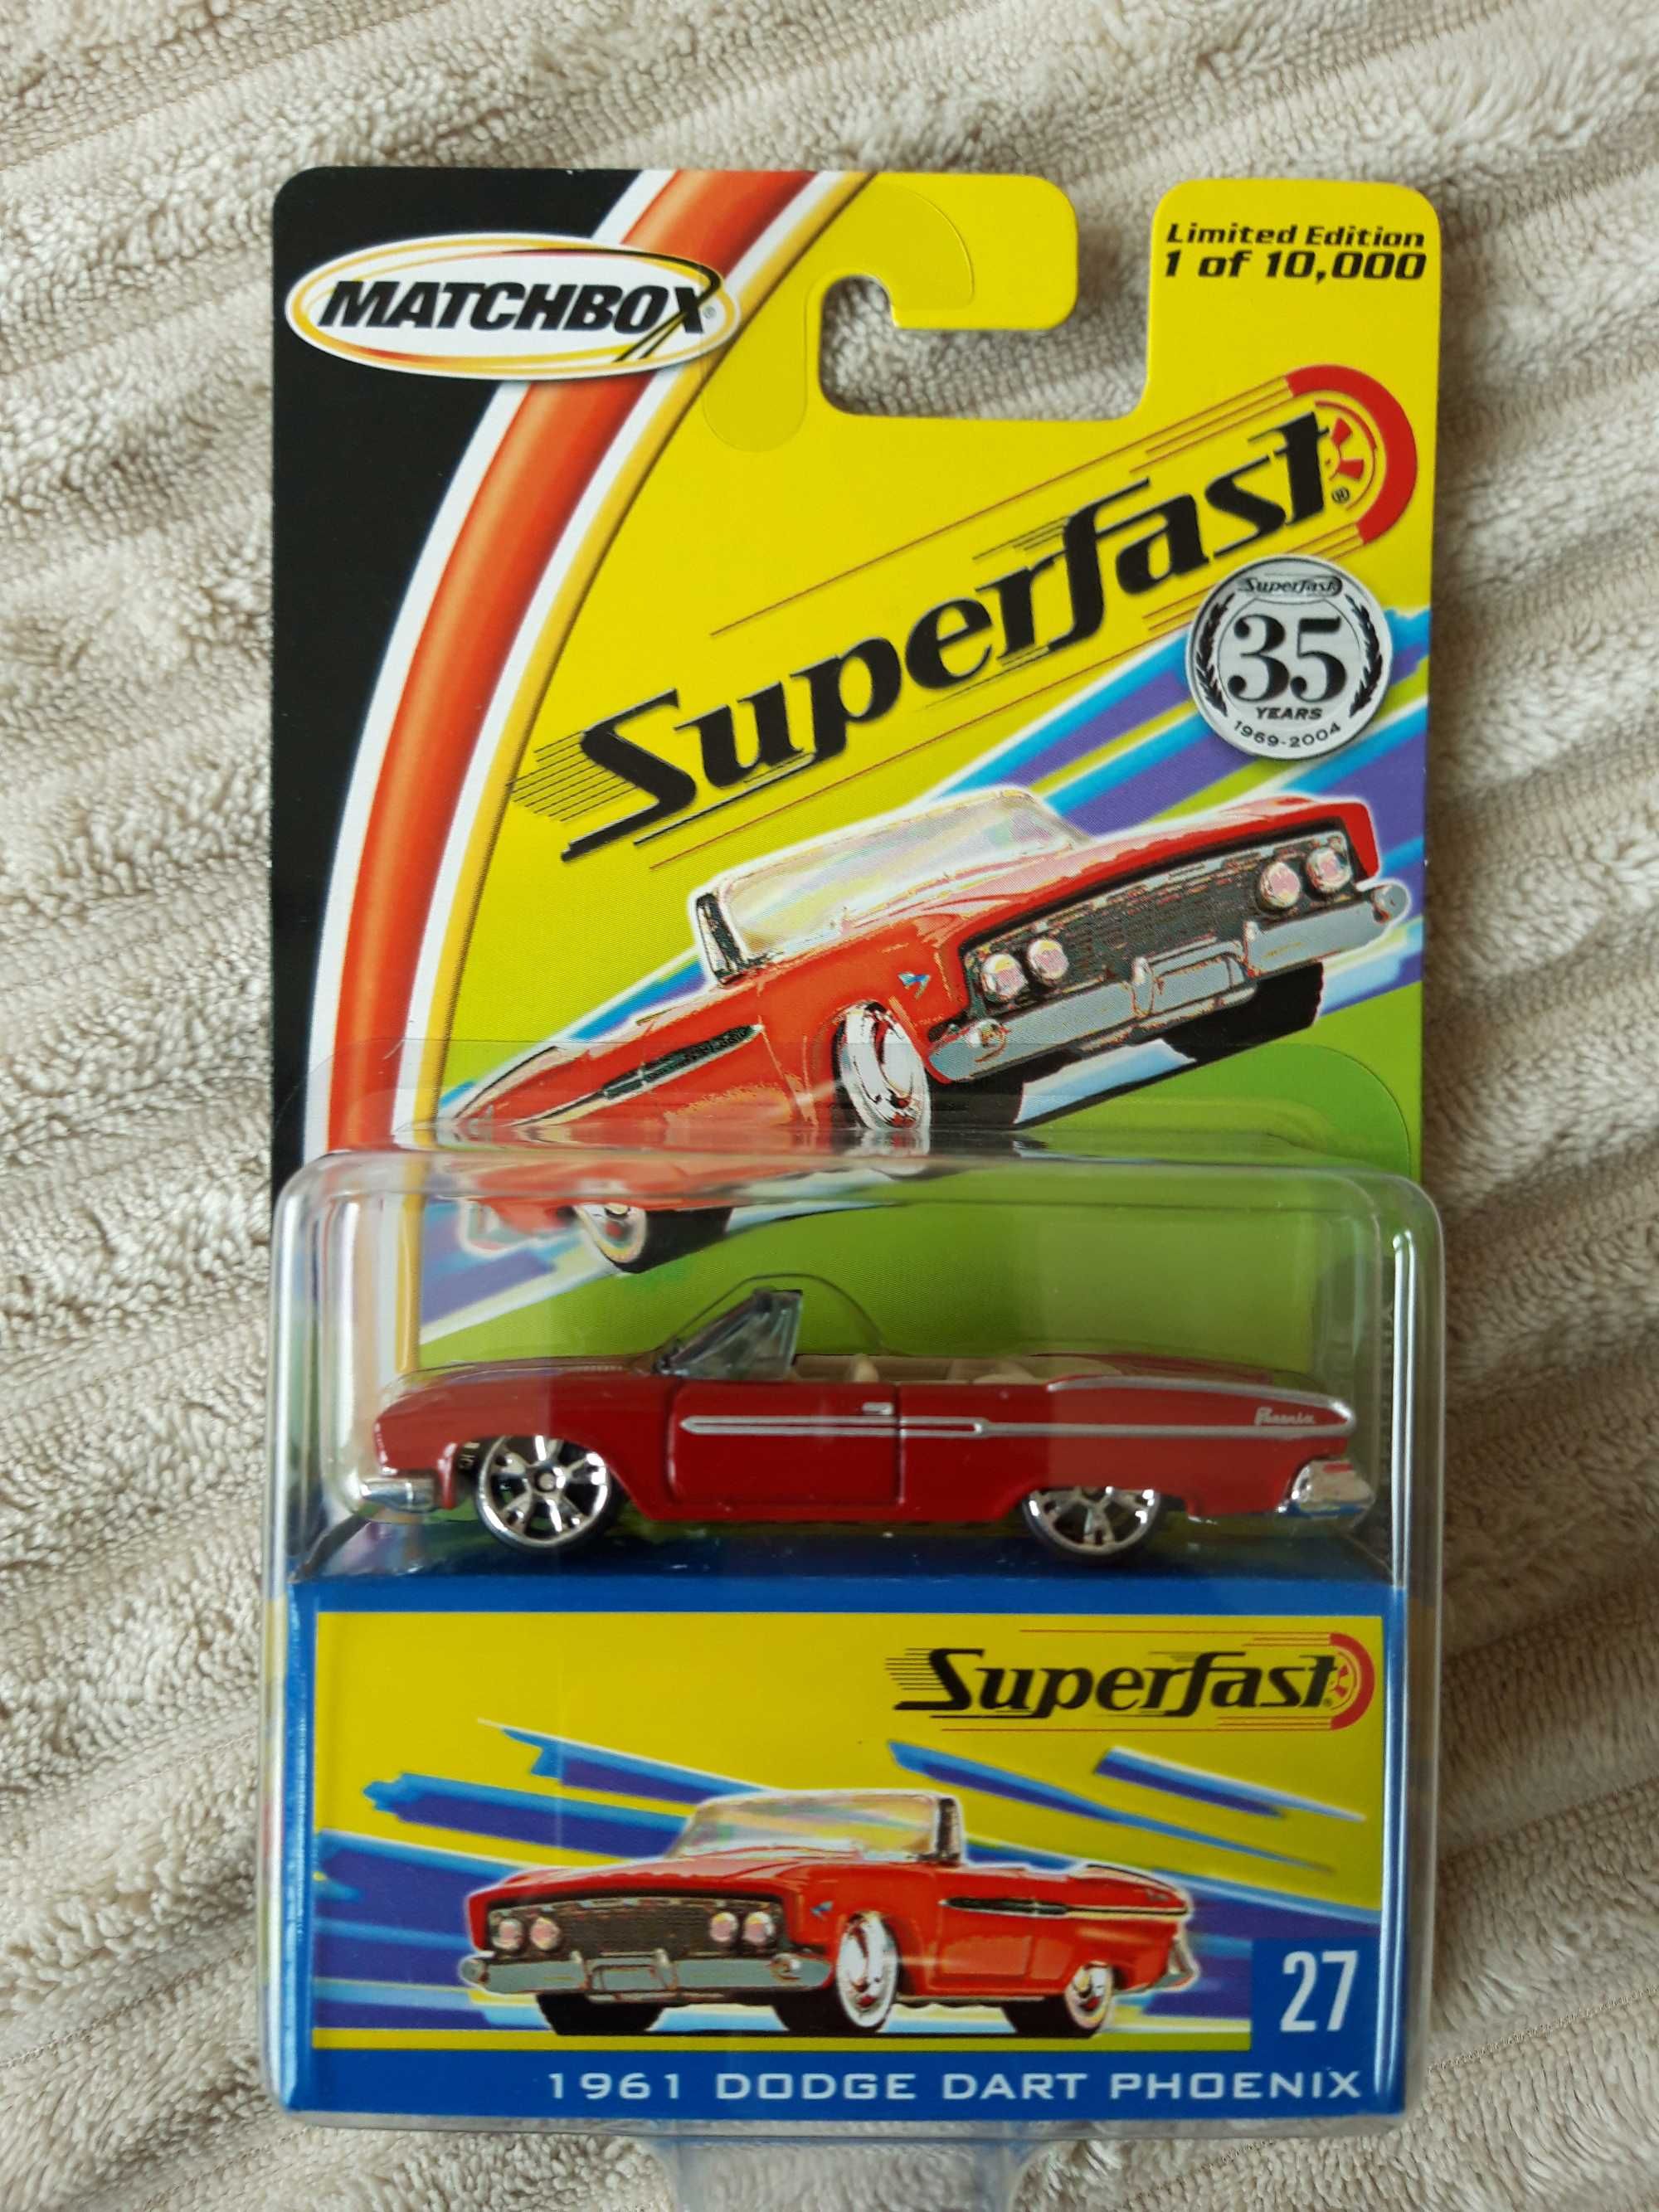 Limited Edition
1 of 10,000
MATCHBOX®
Superfast®
Superfast
35
YEARS
1969-2004
Phoenix
Superfast®
27
1961 DODGE DART PHOENIX